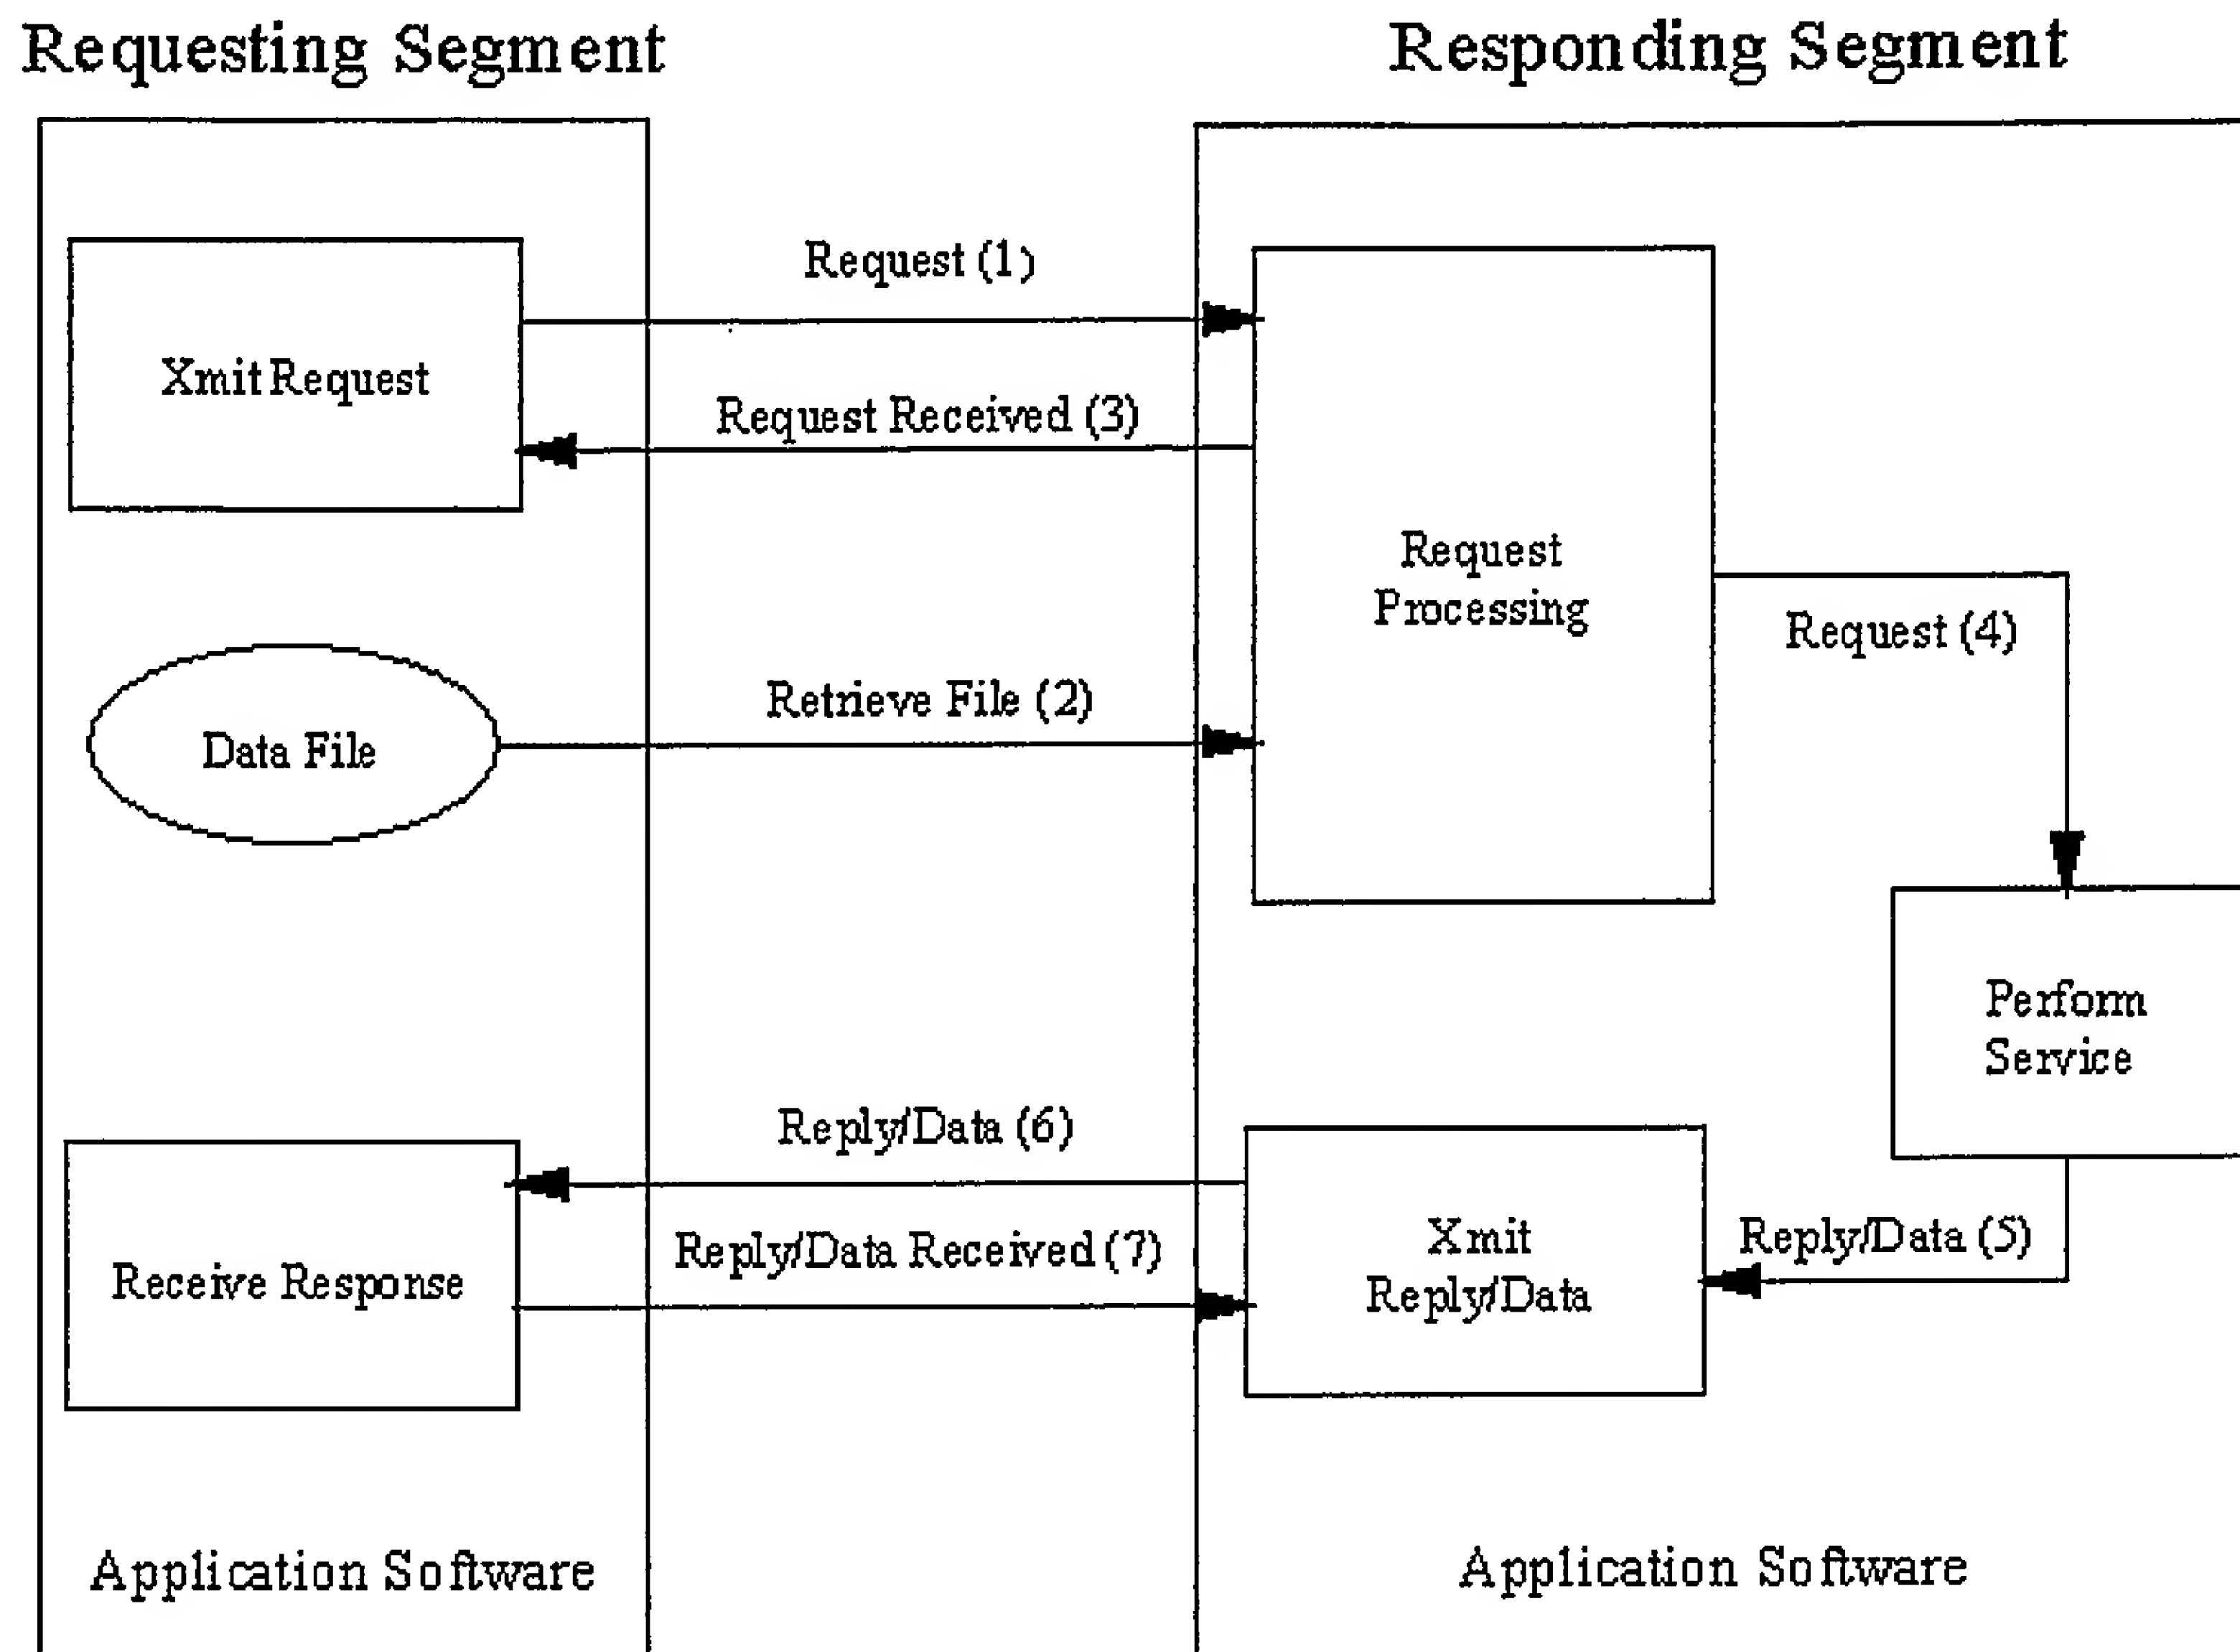 Requesting Segment
Responding Segment
Request (1)
Xmit Request
Request Received (3)
Request
Processing
Request (4)
Retrieve File (2)
Data File
Perform
Service
Reply/Data (6)
Reply/Data Received (7)
Receive Response
Xmit
Reply/Data
Reply/Data (5)
Application Software
Application Software